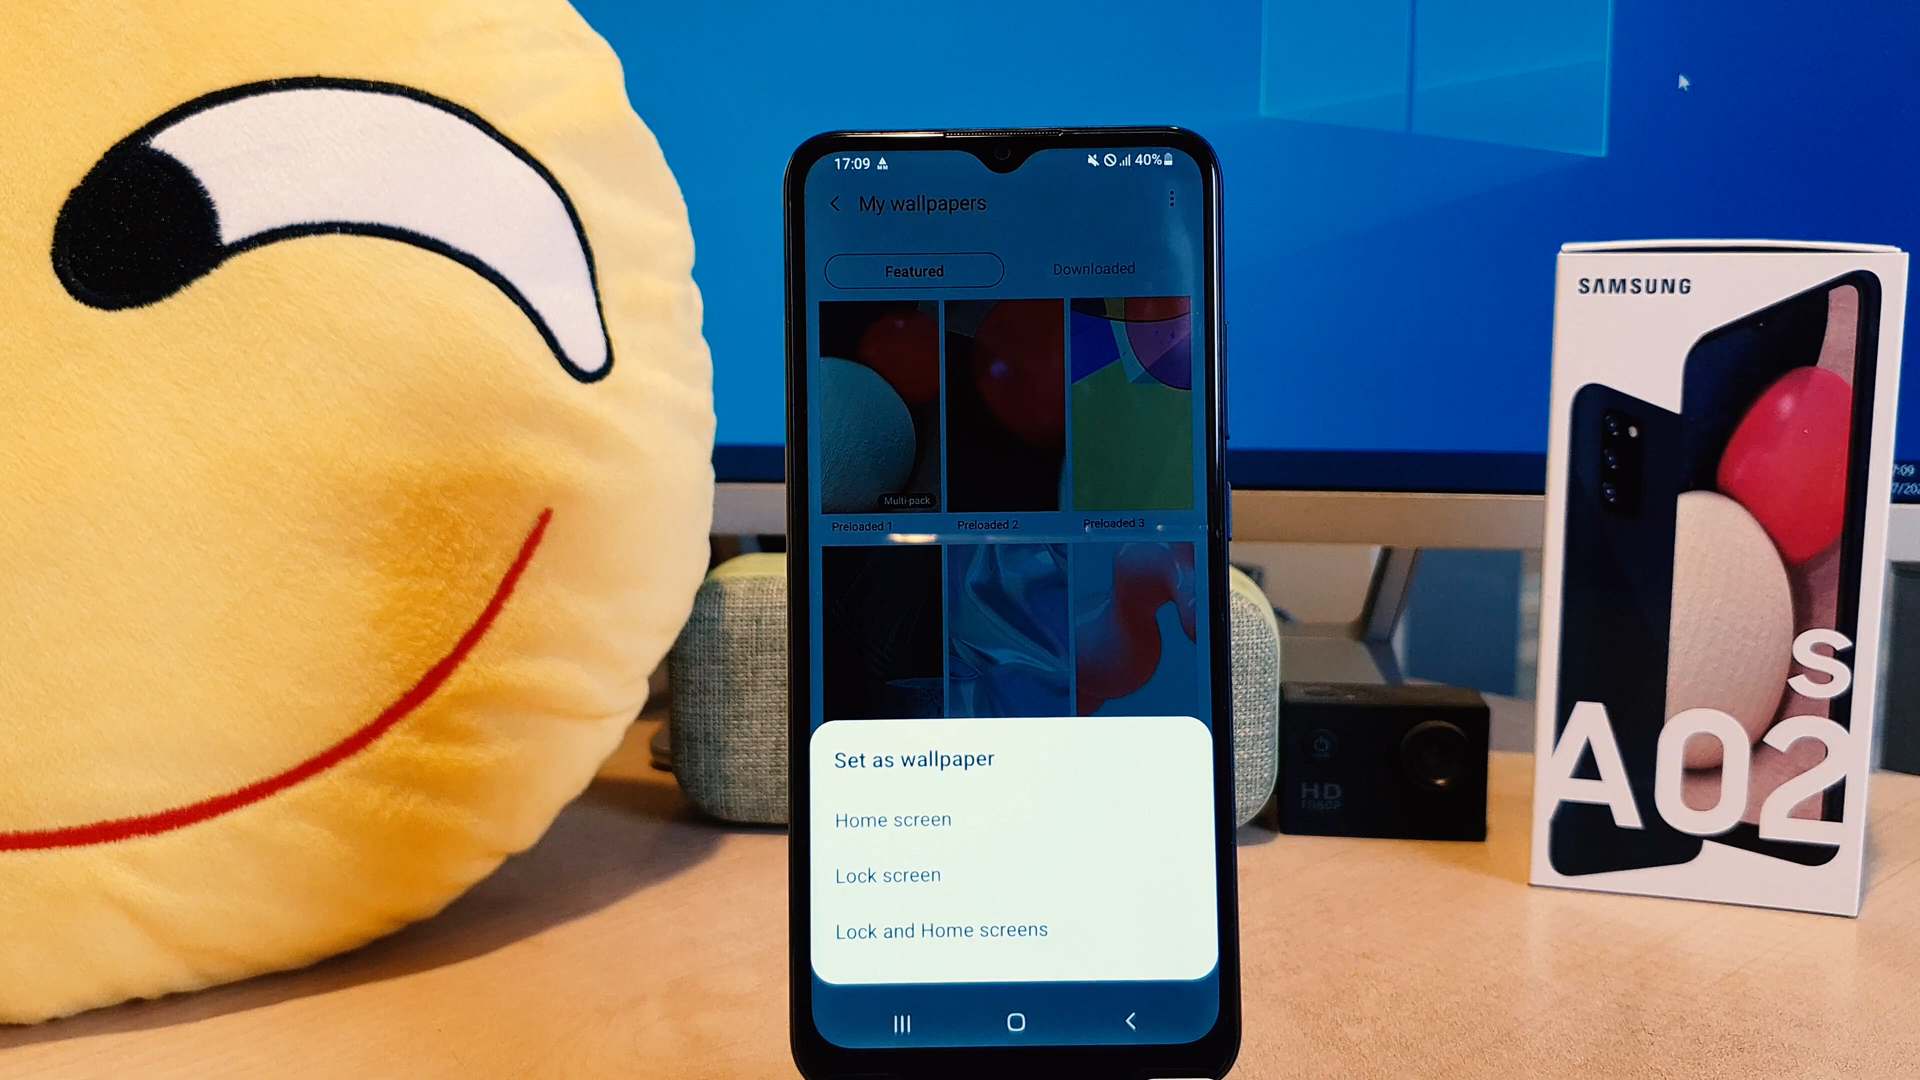 17:09
40%
My wallpapers
Featured
Downloaded
Multi-pack
Preloaded 1
Preloaded 2
Preloaded 3
Set as wallpaper
Home screen
Lock screen
Lock and Home screens
HD
1080P
SAMSUNG
A02
s